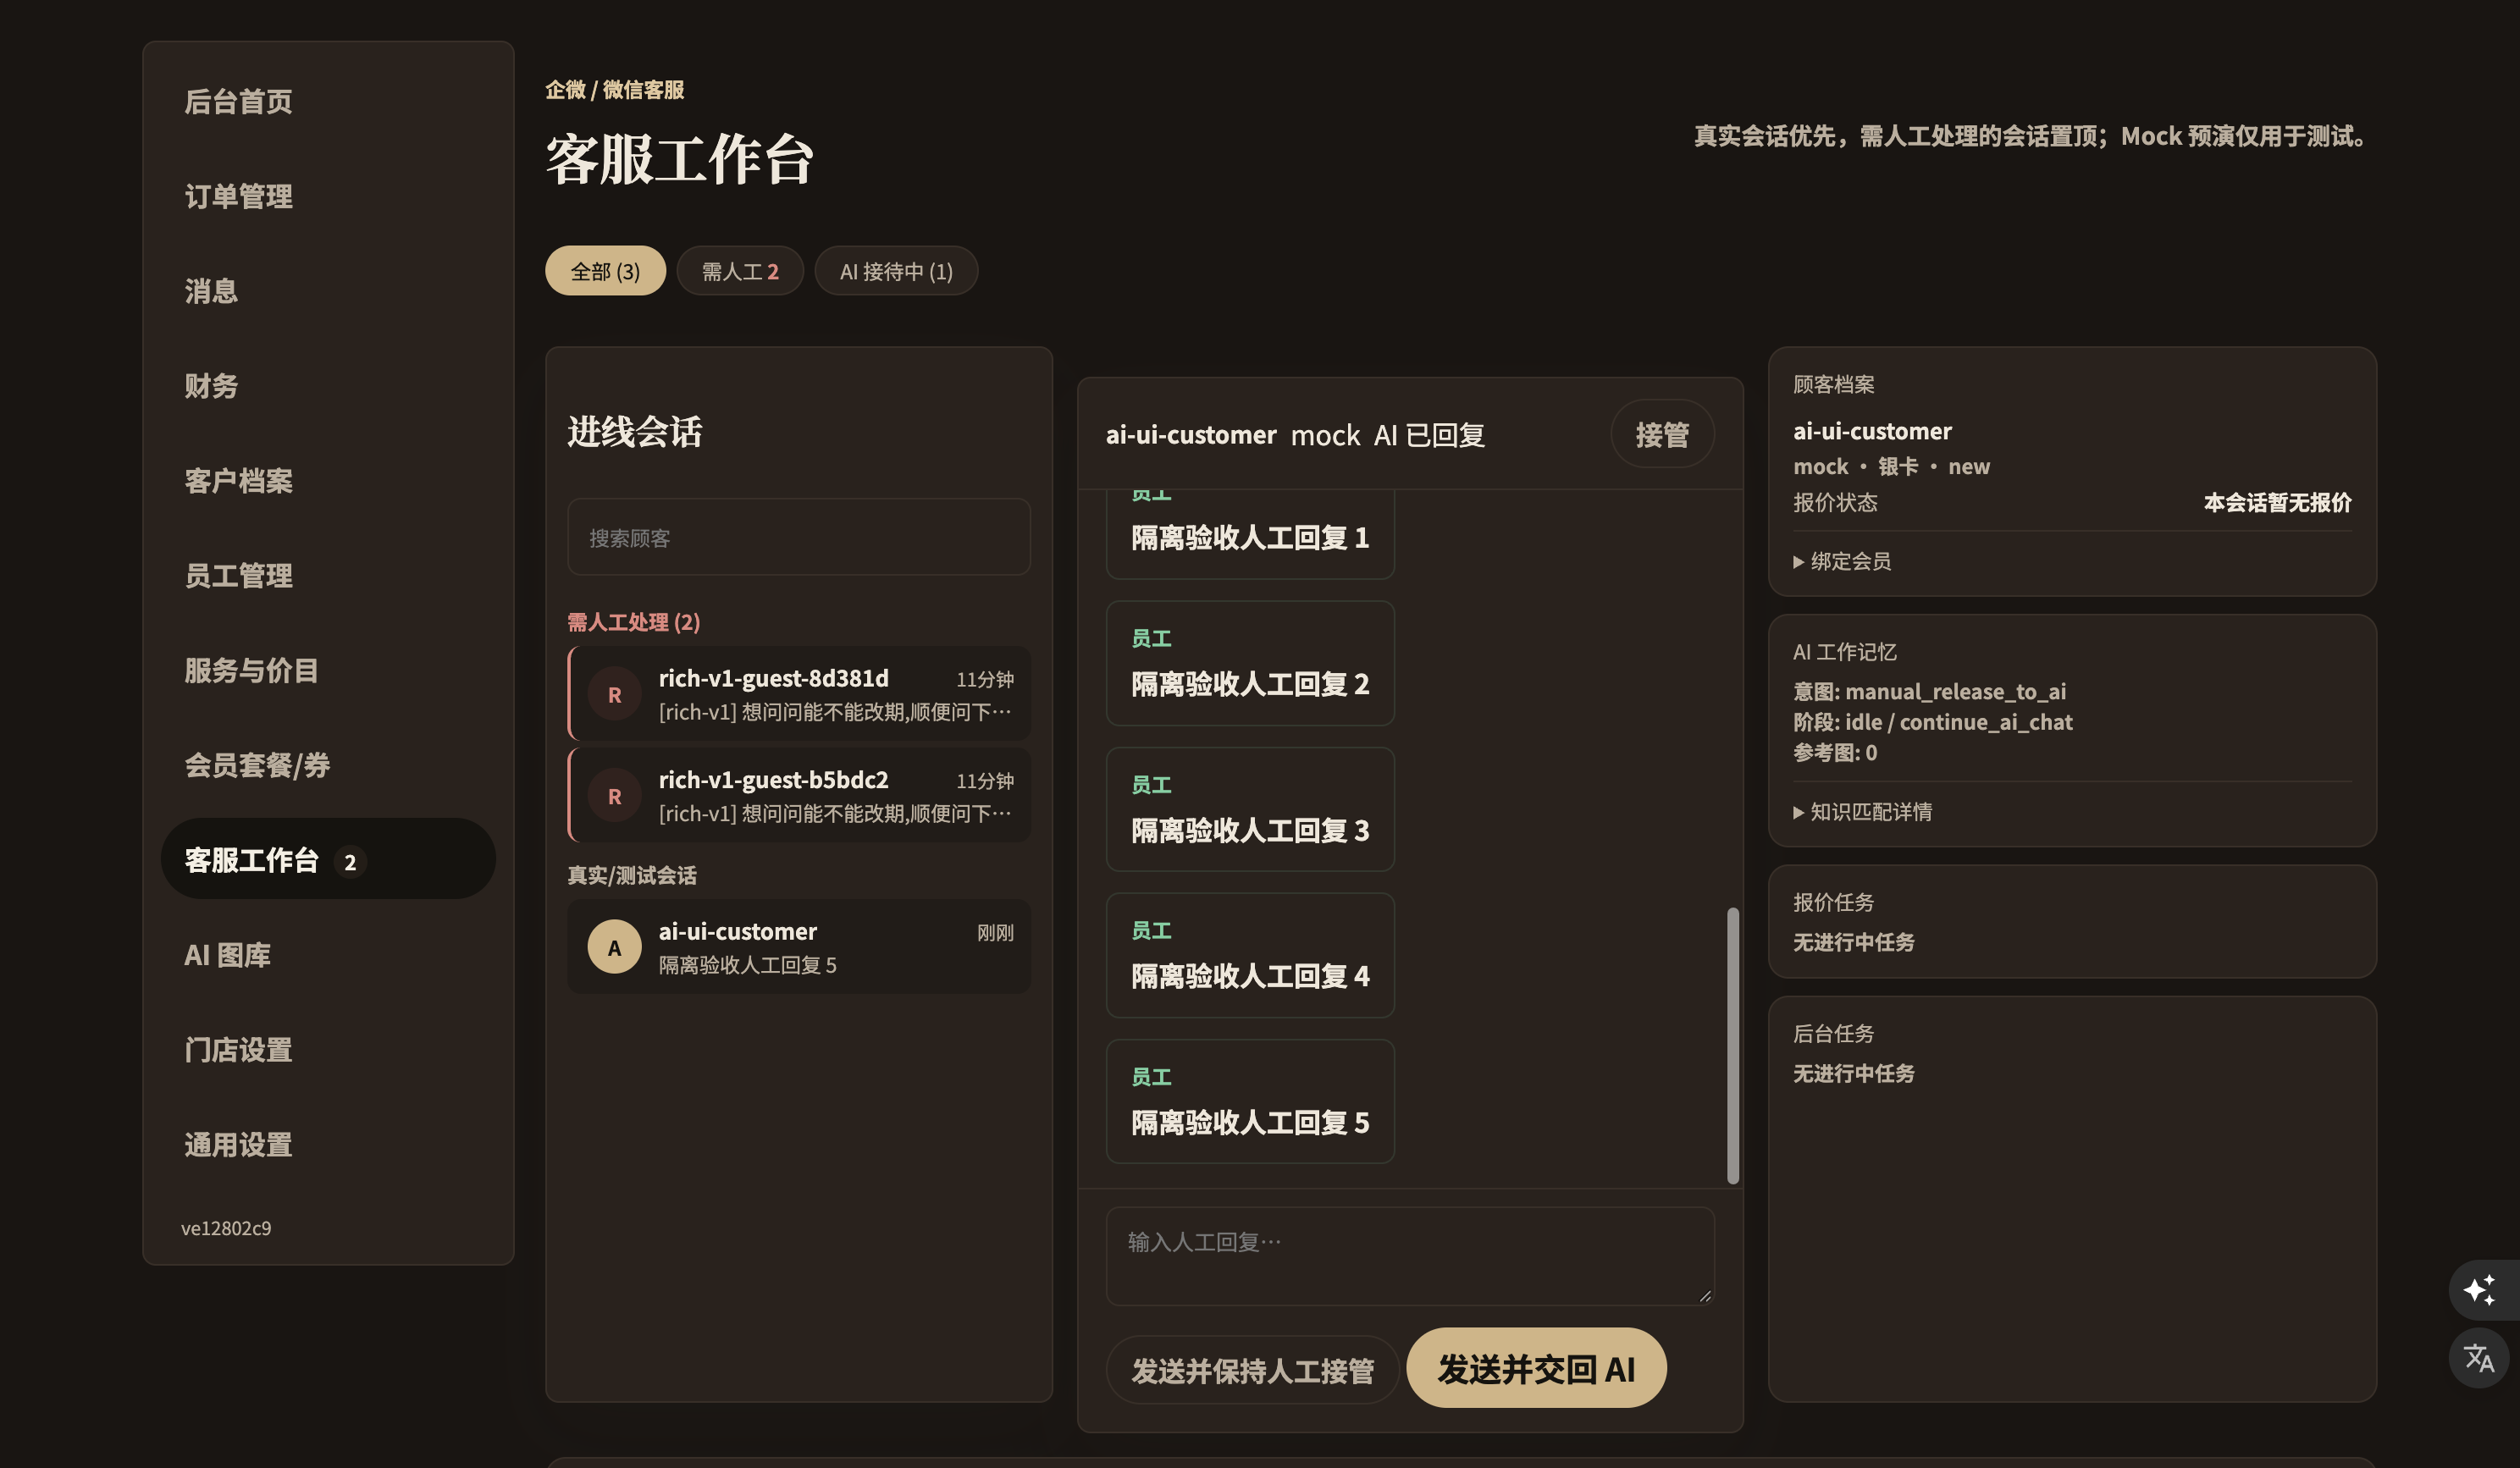 后台首页
订单管理
消息
财务
客户档案
员工管理
服务与价目
会员套餐/券
客服工作台 2
AI 图库
门店设置
通用设置
ve12802c9
企微 / 微信客服
客服工作台
真实会话优先，需人工处理的会话置顶；Mock 预演仅用于测试。
全部 (3)
需人工 2
AI 接待中 (1)
进线会话
搜索顾客
需人工处理 (2)
R
rich-v1-guest-8d381d 11分钟
[rich-v1] 想问问能不能改期,顺便问下…
R
rich-v1-guest-b5bdc2 11分钟
[rich-v1] 想问问能不能改期,顺便问下…
真实/测试会话
A
ai-ui-customer 刚刚
隔离验收人工回复 5
ai-ui-customer mock AI 已回复 接管
员工
隔离验收人工回复 1
员工
隔离验收人工回复 2
员工
隔离验收人工回复 3
员工
隔离验收人工回复 4
员工
隔离验收人工回复 5
输入人工回复…
发送并保持人工接管
发送并交回 AI
顾客档案
ai-ui-customer
mock · 银卡 · new
报价状态 本会话暂无报价
▶ 绑定会员
AI 工作记忆
意图: manual_release_to_ai
阶段: idle / continue_ai_chat
参考图: 0
▶ 知识匹配详情
报价任务
无进行中任务
后台任务
无进行中任务